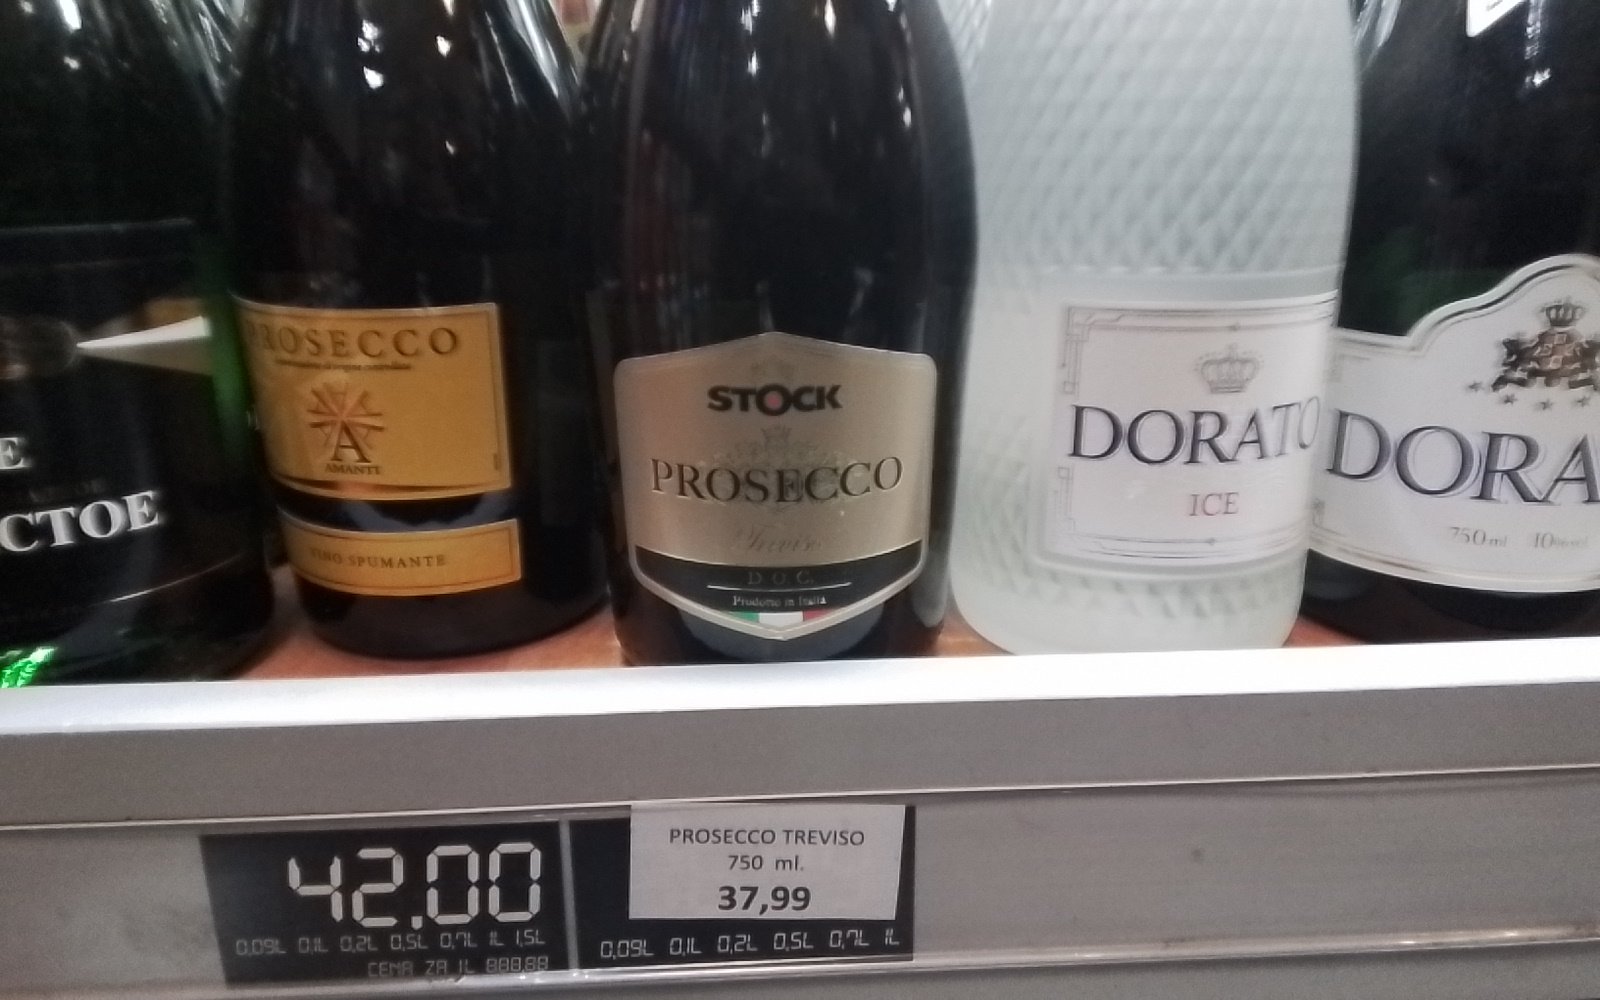 E
CTOE
PROSECCO
A
AMANTI
VINO SPUMANTE
STOCK
PROSECCO
Treviso
D.O.C.
Prodotto in Italia
DORATO
ICE
DORA
750 ml
42.00
0,09L 0,1L 0,2L 0,5L 0,7L 1L 1,5L
CENA ZA 1L 888,88
PROSECCO TREVISO
750 ml.
37,99
0,09L 0,1L 0,2L 0,5L 0,7L 1L